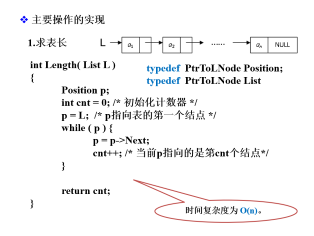 ❖ 主要操作的实现
1.求表长
L a₁ a₂ …… aₙ NULL
int Length( List L )
{
Position p;
int cnt = 0; /* 初始化计数器 */
p = L; /* p指向表的第一个结点 */
while ( p ) {
p = p->Next;
cnt++; /* 当前p指向的是第cnt个结点*/
}
return cnt;
}
typedef PtrToLNode Position;
typedef PtrToLNode List
时间复杂度为 O(n)。